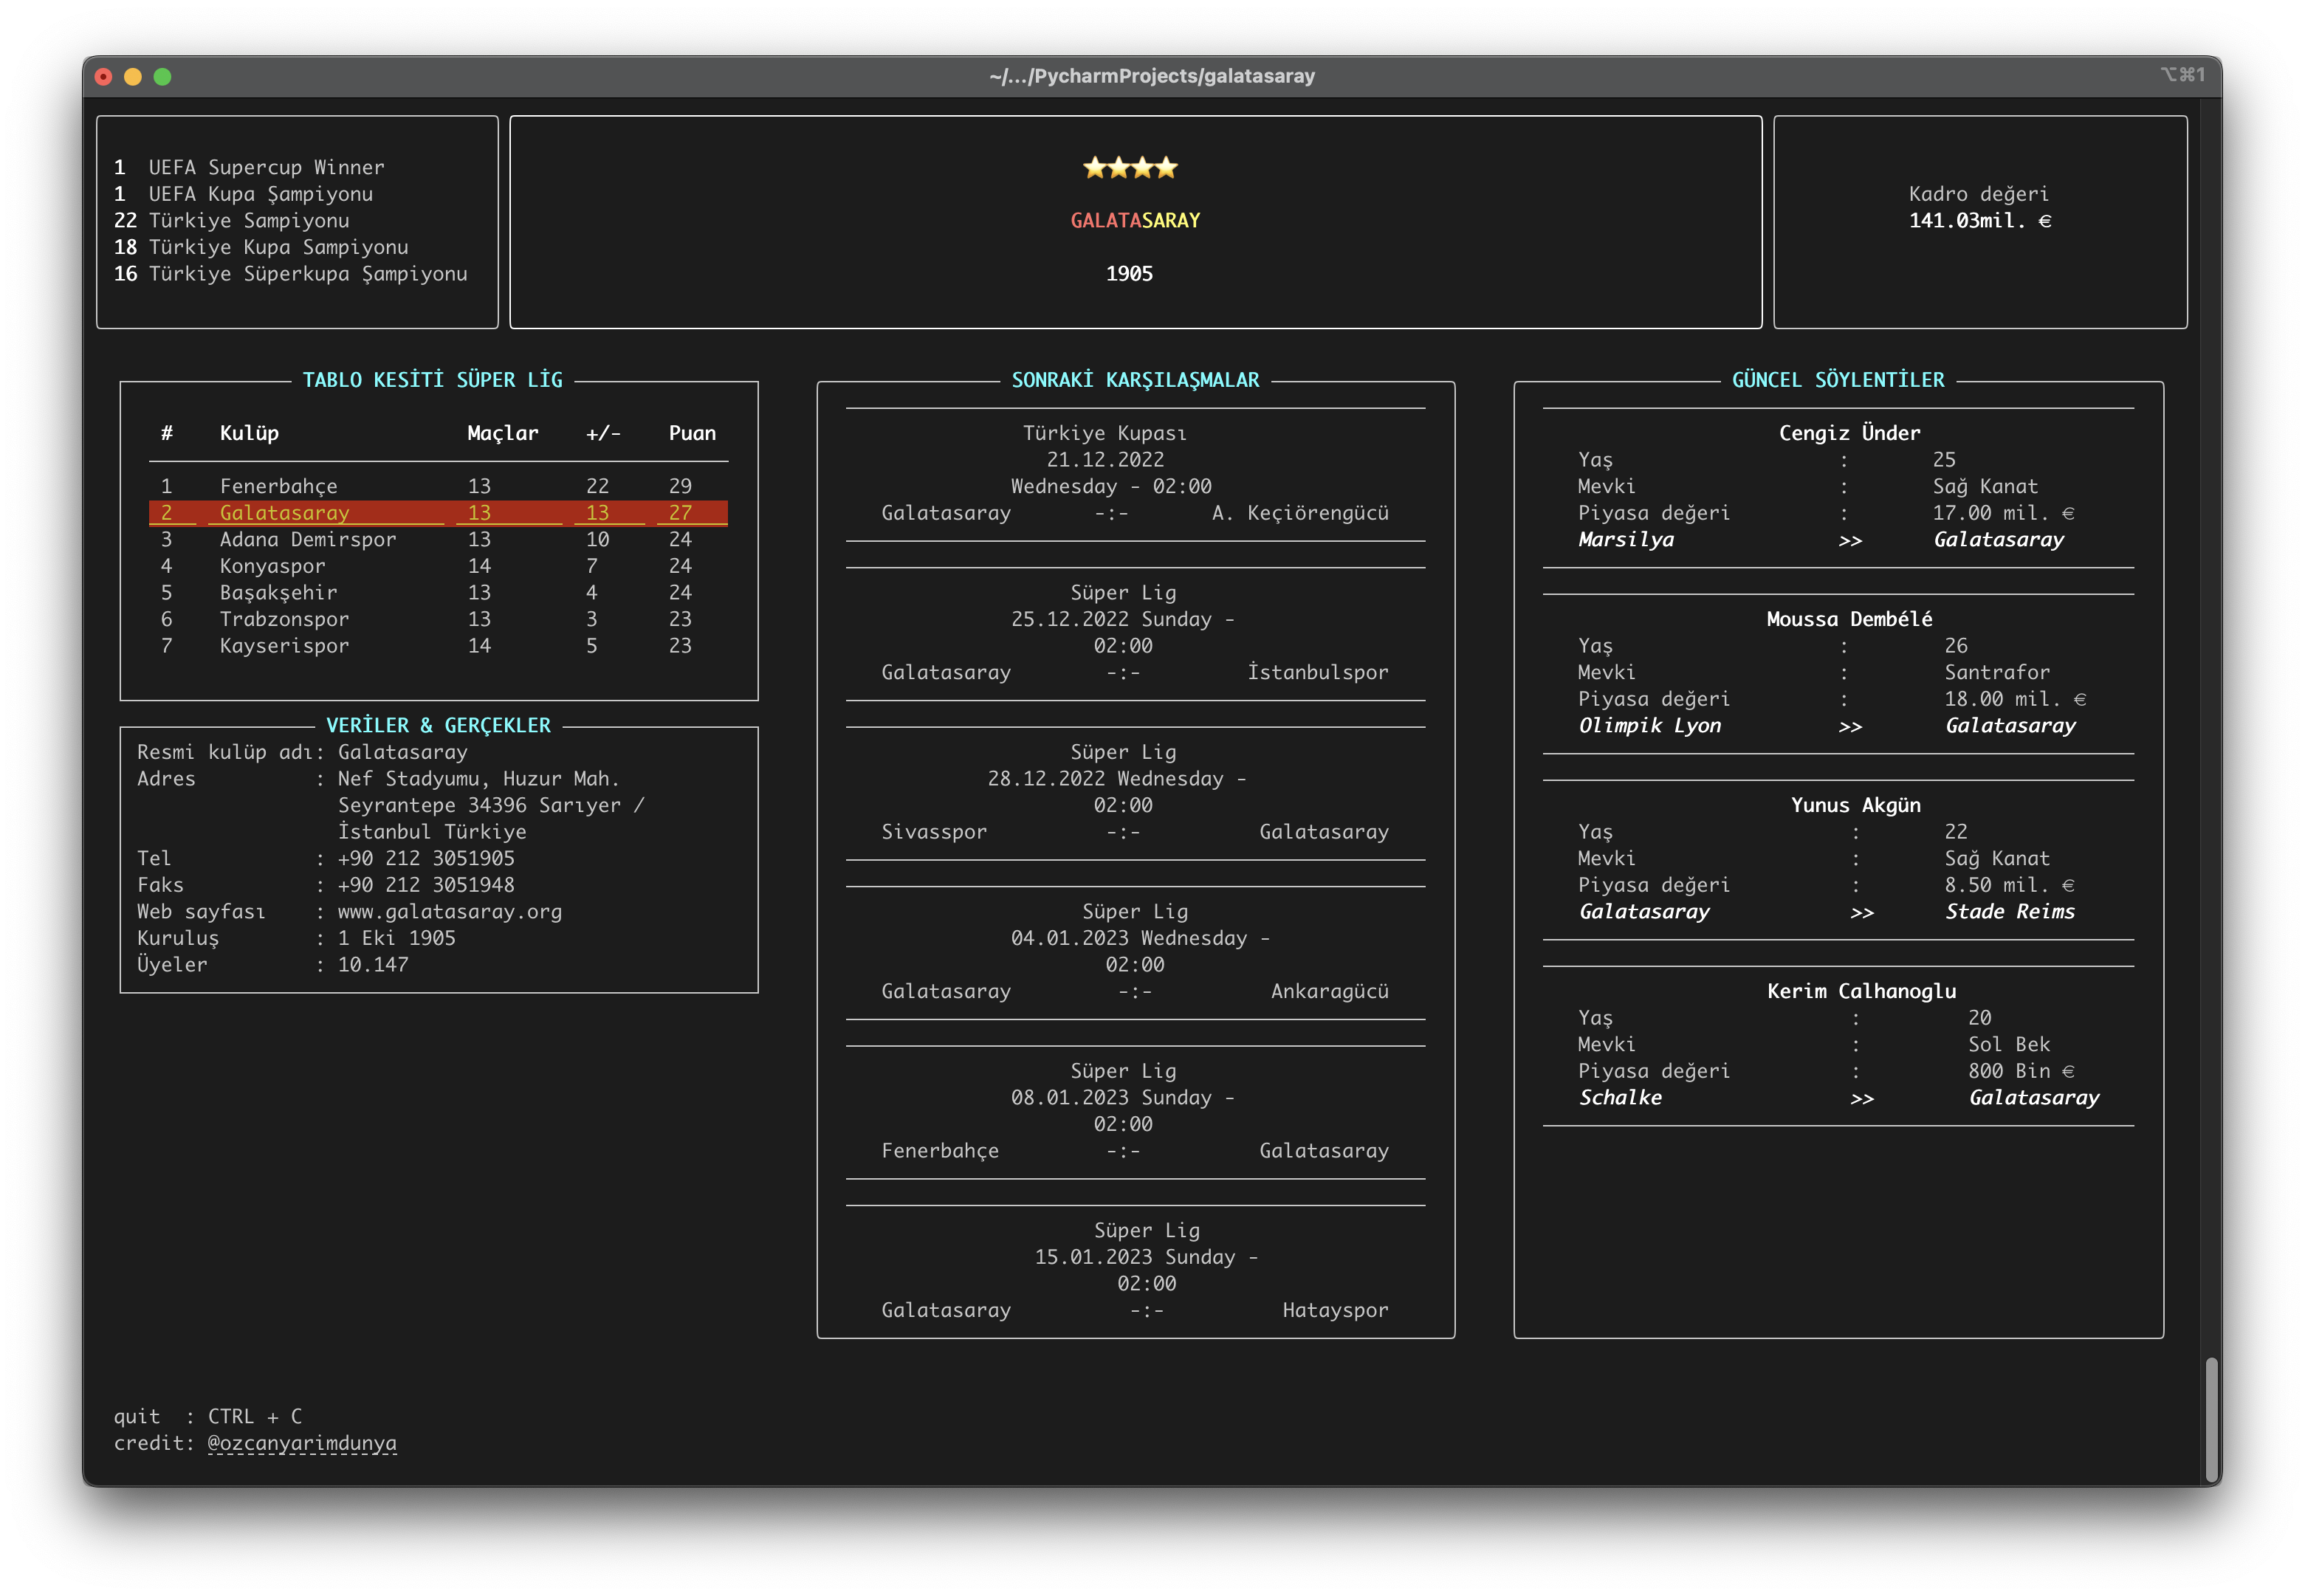 ~/.../PycharmProjects/galatasaray
⌥⌘1
1 UEFA Supercup Winner
1 UEFA Kupa Şampiyonu
22 Türkiye Sampiyonu
18 Türkiye Kupa Sampiyonu
16 Türkiye Süperkupa Şampiyonu
GALATASARAY
1905
Kadro değeri
141.03mil. €
TABLO KESİTİ SÜPER LİG
# Kulüp Maçlar +/- Puan
1 Fenerbahçe 13 22 29
2 Galatasaray 13 13 27
3 Adana Demirspor 13 10 24
4 Konyaspor 14 7 24
5 Başakşehir 13 4 24
6 Trabzonspor 13 3 23
7 Kayserispor 14 5 23
VERİLER & GERÇEKLER
Resmi kulüp adı: Galatasaray
Adres : Nef Stadyumu, Huzur Mah.
Seyrantepe 34396 Sarıyer /
İstanbul Türkiye
Tel : +90 212 3051905
Faks : +90 212 3051948
Web sayfası : www.galatasaray.org
Kuruluş : 1 Eki 1905
Üyeler : 10.147
SONRAKİ KARŞILAŞMALAR
Türkiye Kupası
21.12.2022
Wednesday - 02:00
Galatasaray -:- A. Keçiörengücü
Süper Lig
25.12.2022 Sunday -
02:00
Galatasaray -:- İstanbulspor
Süper Lig
28.12.2022 Wednesday -
02:00
Sivasspor -:- Galatasaray
Süper Lig
04.01.2023 Wednesday -
02:00
Galatasaray -:- Ankaragücü
Süper Lig
08.01.2023 Sunday -
02:00
Fenerbahçe -:- Galatasaray
Süper Lig
15.01.2023 Sunday -
02:00
Galatasaray -:- Hatayspor
GÜNCEL SÖYLENTİLER
Cengiz Ünder
Yaş : 25
Mevki : Sağ Kanat
Piyasa değeri : 17.00 mil. €
Marsilya >> Galatasaray
Moussa Dembélé
Yaş : 26
Mevki : Santrafor
Piyasa değeri : 18.00 mil. €
Olimpik Lyon >> Galatasaray
Yunus Akgün
Yaş : 22
Mevki : Sağ Kanat
Piyasa değeri : 8.50 mil. €
Galatasaray >> Stade Reims
Kerim Calhanoglu
Yaş : 20
Mevki : Sol Bek
Piyasa değeri : 800 Bin €
Schalke >> Galatasaray
quit : CTRL + C
credit: @ozcanyarimdunya